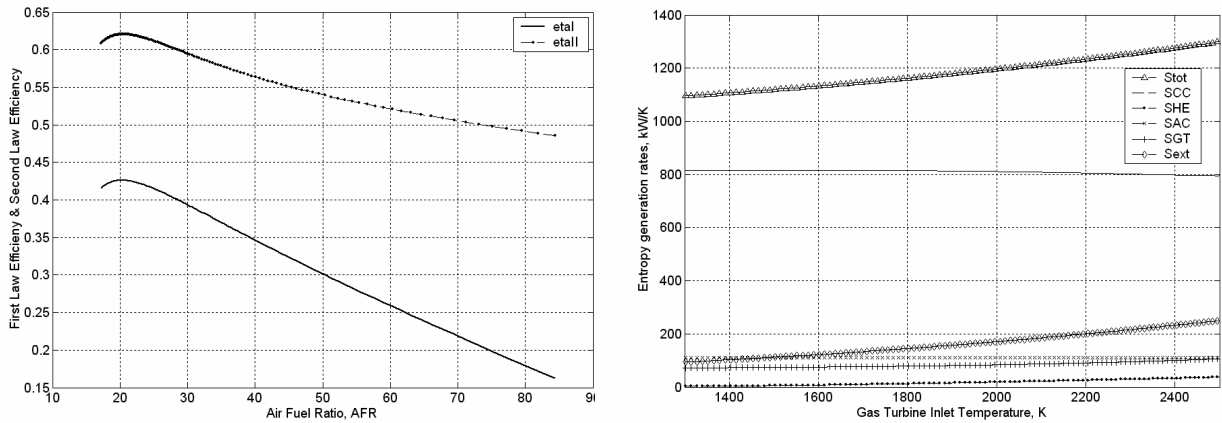 First Law Efficieny & Second Law Efficiency
0.65
0.6
0.55
0.5
0.45
0.4
0.35
0.3
0.25
0.2
0.15
10
20
30
40
50
60
70
80
90
Air Fuel Ratio, AFR
etaI
etaII
Entropy generation rates, kW/K
1400
1200
1000
800
600
400
200
0
1400
1600
1800
2000
2200
2400
Gas Turbine Inlet Temperature, K
Stot
SCC
SHE
SAC
SGT
Sext